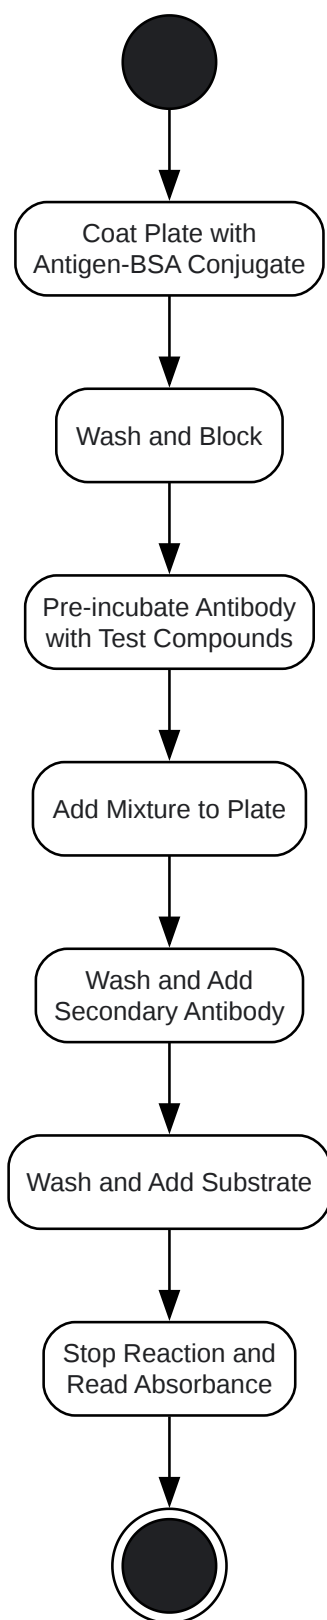 Coat Plate with
Antigen-BSA Conjugate
Wash and Block
Pre-incubate Antibody
with Test Compounds
Add Mixture to Plate
Wash and Add
Secondary Antibody
Wash and Add Substrate
Stop Reaction and
Read Absorbance